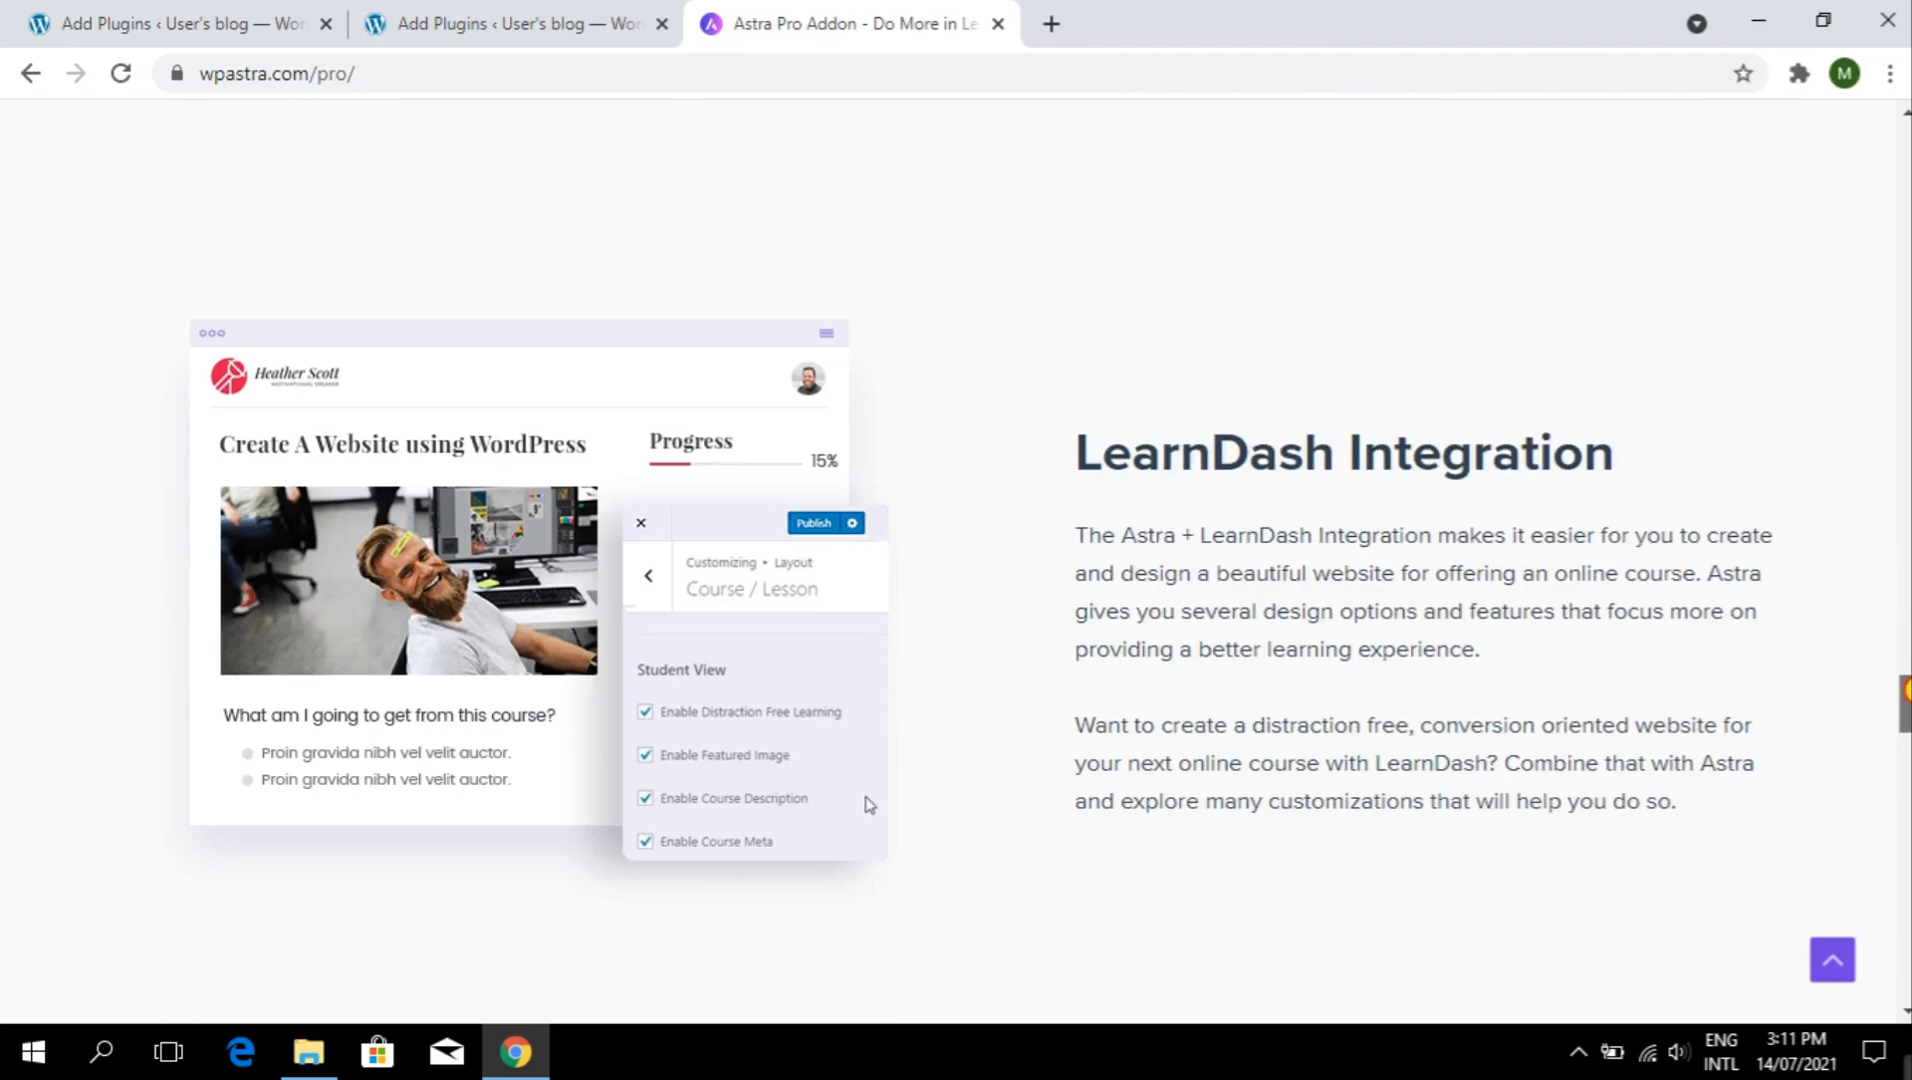 Add Plugins ‹ User's blog — Wor
Add Plugins ‹ User's blog — Wor
Astra Pro Addon - Do More in Le
wpastra.com/pro/
M
Heather Scott
MOTIVATIONAL SPEAKER
Create A Website using WordPress
Progress
15%
Publish
Customizing ▸ Layout
Course / Lesson
Student View
Enable Distraction Free Learning
Enable Featured Image
Enable Course Description
Enable Course Meta
What am I going to get from this course?
Proin gravida nibh vel velit auctor.
Proin gravida nibh vel velit auctor.
LearnDash Integration
The Astra + LearnDash Integration makes it easier for you to create
and design a beautiful website for offering an online course. Astra
gives you several design options and features that focus more on
providing a better learning experience.
Want to create a distraction free, conversion oriented website for
your next online course with LearnDash? Combine that with Astra
and explore many customizations that will help you do so.
ENG
INTL
3:11 PM
14/07/2021